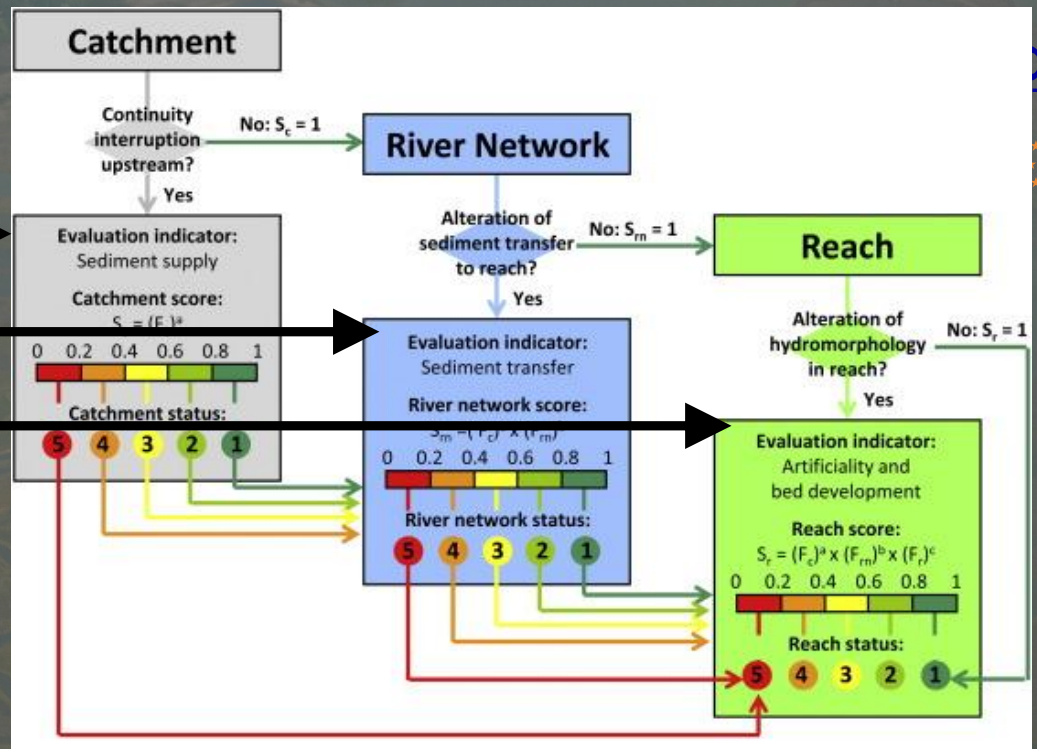 Catchment
Continuity
interruption
upstream?
No: Sc = 1
Yes
Evaluation indicator:
Sediment supply
Catchment score:
0 0.2 0.4 0.6 0.8 1
Catchment status:
5 4 3 2 1
River Network
Alteration of
sediment transfer
to reach?
No: Srn = 1
Yes
Evaluation indicator:
Sediment transfer
River network score:
0 0.2 0.4 0.6 0.8 1
River network status:
5 4 3 2 1
Reach
Alteration of
hydromorphology
in reach?
No: Sr = 1
Yes
Evaluation indicator:
Artificiality and
bed development
Reach score:
Sr = (Fc)ᵃ x (Frn)ᵇ x (Fr)ᶜ
0 0.2 0.4 0.6 0.8 1
Reach status:
5 4 3 2 1